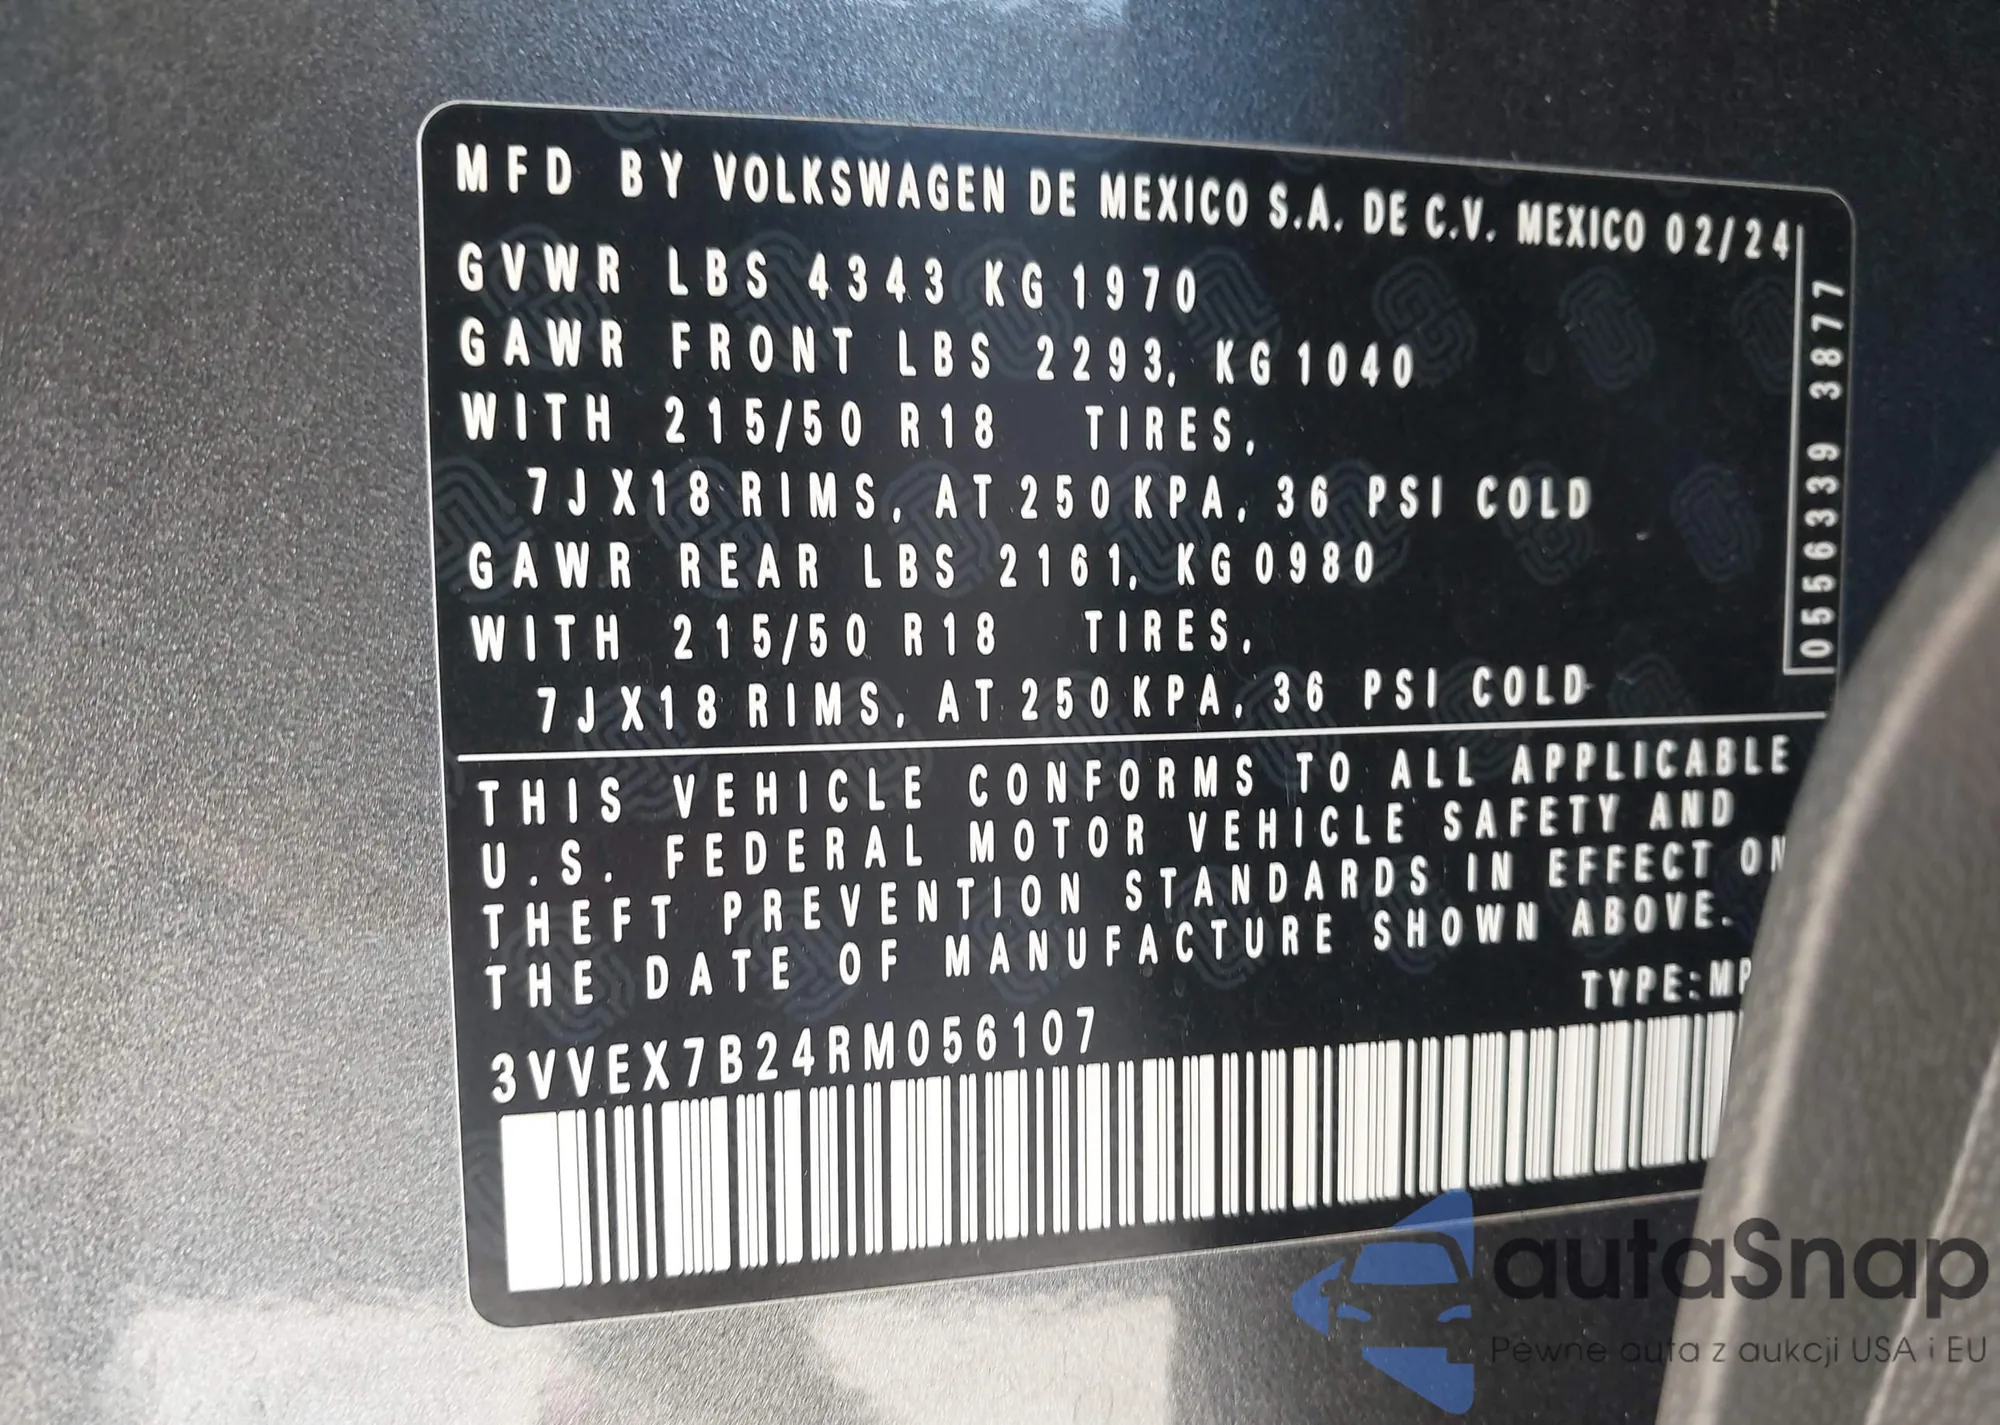 MFD BY VOLKSWAGEN DE MEXICO S.A. DE C.V. MEXICO 02/24
GVWR LBS 4343 KG 1970
GAWR FRONT LBS 2293, KG 1040
WITH 215/50 R18 TIRES,
7JX18 RIMS, AT 250 KPA, 36 PSI COLD
GAWR REAR LBS 2161, KG 0980
WITH 215/50 R18 TIRES,
7JX18 RIMS, AT 250 KPA, 36 PSI COLD
0556339 3877
THIS VEHICLE CONFORMS TO ALL APPLICABLE
U.S. FEDERAL MOTOR VEHICLE SAFETY AND
THEFT PREVENTION STANDARDS IN EFFECT ON
THE DATE OF MANUFACTURE SHOWN ABOVE.
TYPE: MP
3VVEX7B24RM056107
autaSnap
Pewne auta z aukcji USA i EU